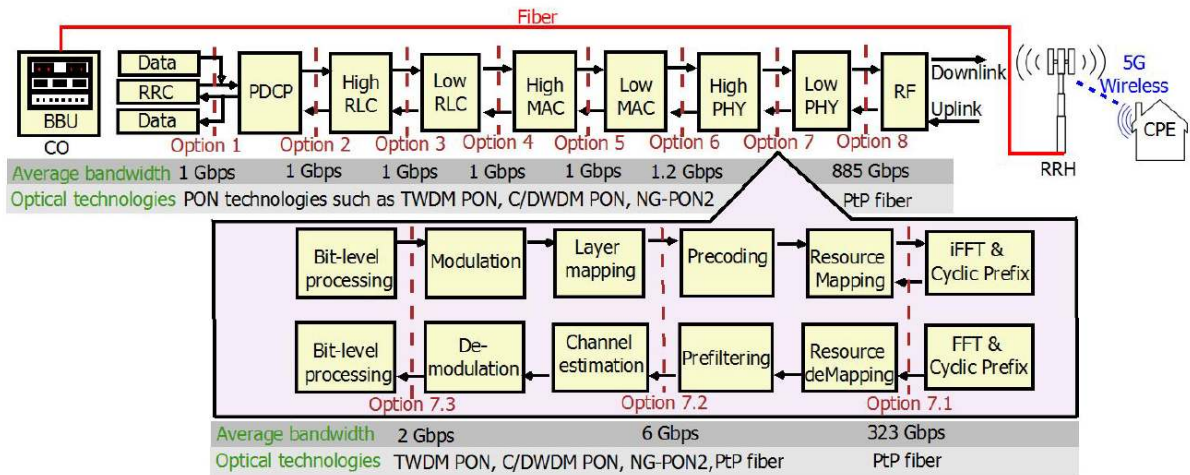 Fiber
BBU
CO
Data
RRC
Data
PDCP
High RLC
Low RLC
High MAC
Low MAC
High PHY
Low PHY
RF
Downlink
Uplink
5G
Wireless
CPE
RRH
Option 1 Option 2 Option 3 Option 4 Option 5 Option 6 Option 7 Option 8
Average bandwidth 1 Gbps 1 Gbps 1 Gbps 1 Gbps 1 Gbps 1.2 Gbps 885 Gbps
Optical technologies PON technologies such as TWDM PON, C/DWDM PON, NG-PON2 PtP fiber
Bit-level
processing
Modulation
Layer
mapping
Precoding
Resource
Mapping
iFFT &
Cyclic Prefix
Bit-level
processing
De-
modulation
Channel
estimation
Prefiltering
Resource
deMapping
FFT &
Cyclic Prefix
Option 7.3 Option 7.2 Option 7.1
Average bandwidth 2 Gbps 6 Gbps 323 Gbps
Optical technologies TWDM PON, C/DWDM PON, NG-PON2, PtP fiber PtP fiber